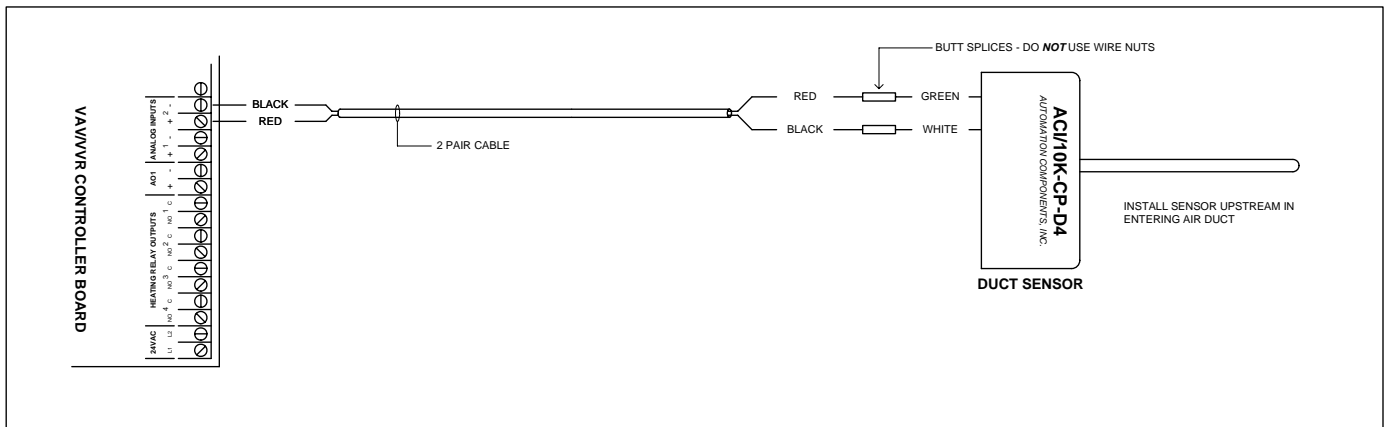 BUTT SPLICES - DO NOT USE WIRE NUTS
VAV/VVR CONTROLLER BOARD
ANALOG INPUTS
2 -
+
1 -
+
AO1
-
+
HEATING RELAY OUTPUTS
1 C
NO
2 C
NO
3 C
NO
4 C
NO
24VAC
L2
L1
BLACK
RED
2 PAIR CABLE
RED
GREEN
BLACK
WHITE
ACI/10K-CP-D4
AUTOMATION COMPONENTS, INC.
DUCT SENSOR
INSTALL SENSOR UPSTREAM IN
ENTERING AIR DUCT